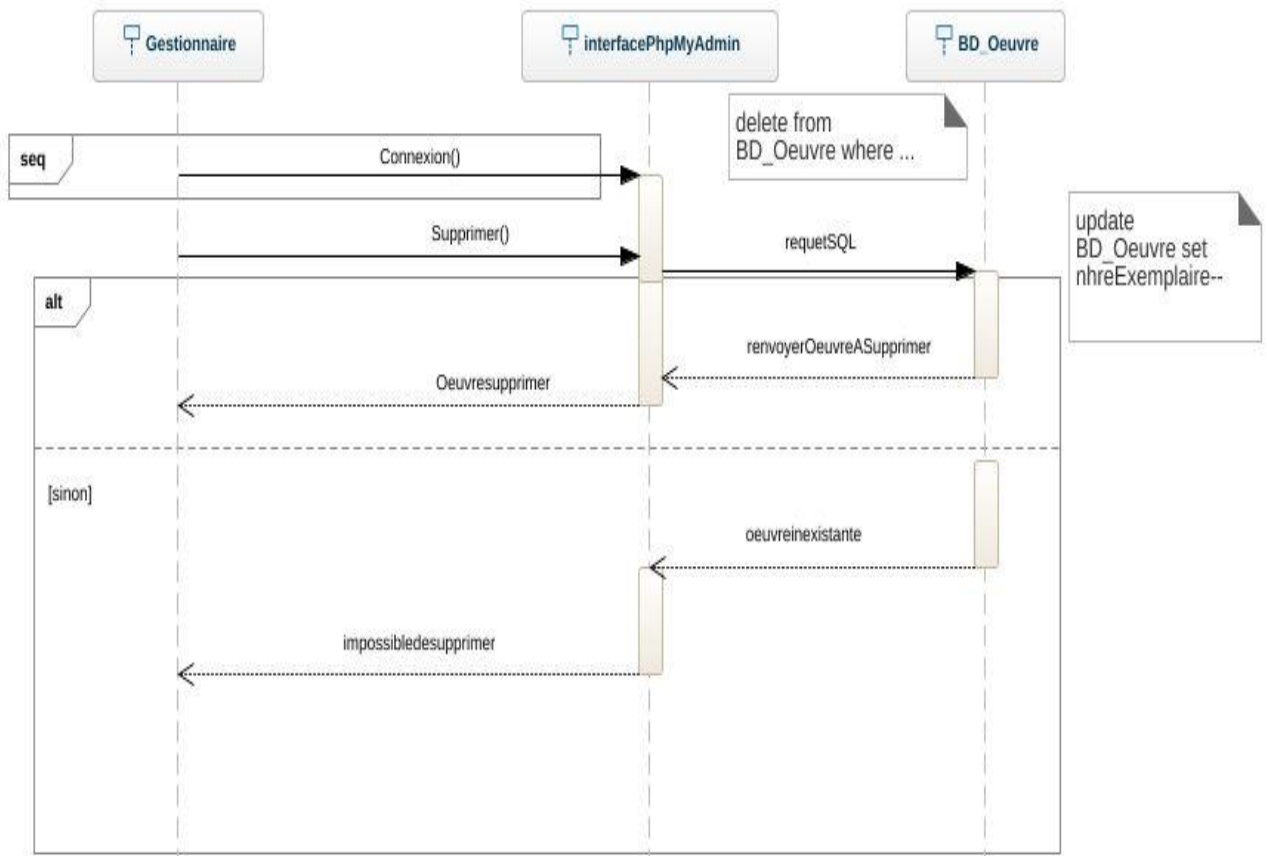 Gestionnaire
interfacePhpMyAdmin
BD_Oeuvre
delete from
BD_Oeuvre where ...
seq
Connexion()
update
BD_Oeuvre set
nhreExemplaire--
Supprimer()
requetSQL
alt
renvoyerOeuvreASupprimer
Oeuvresupprimer
[sinon]
oeuvreinexistante
impossibledesupprimer